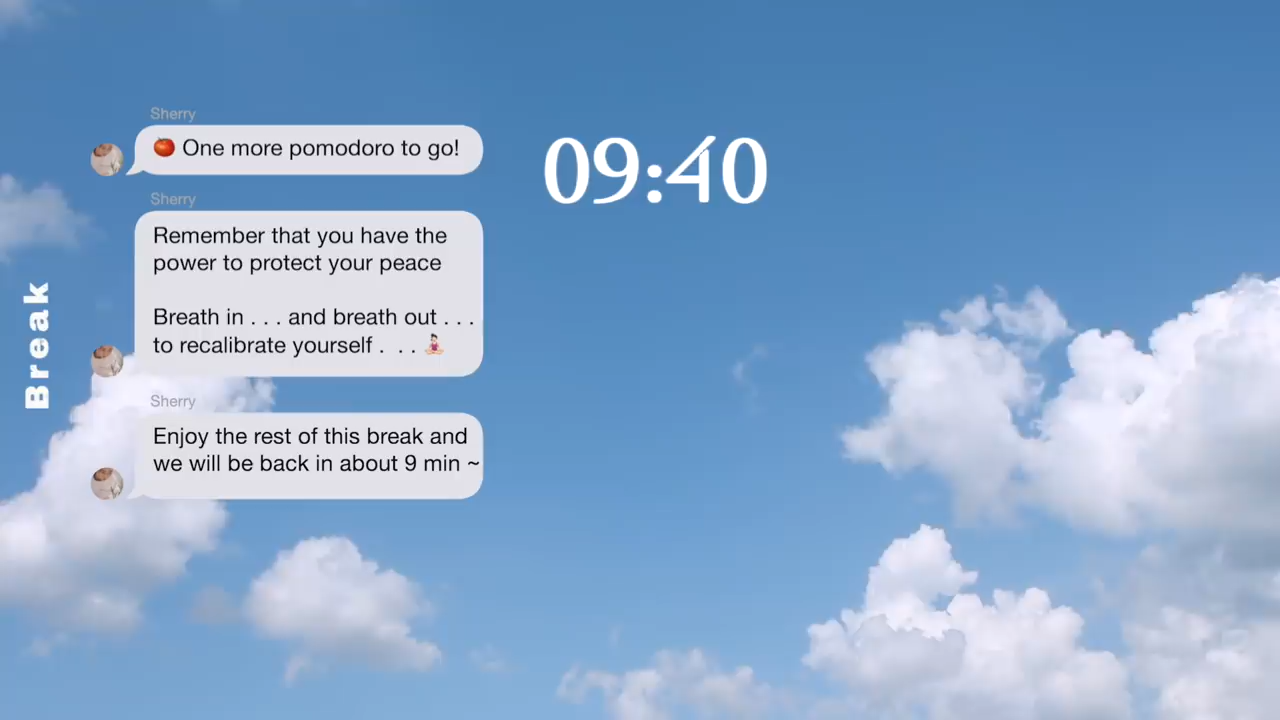 Sherry
🍅 One more pomodoro to go!
09:40
Sherry
Remember that you have the
power to protect your peace
Breath in . . . and breath out . . .
to recalibrate yourself . . . . 🧘🏻‍♀️
Break
Sherry
Enjoy the rest of this break and
we will be back in about 9 min ~